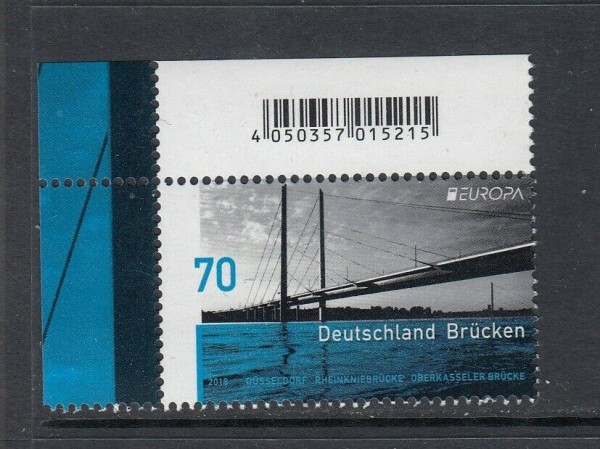 4 050357 015215
EUROPA
70
Deutschland Brücken
2018 DÜSSELDORF RHEINKNIEBRÜCKE OBERKASSELER BRÜCKE